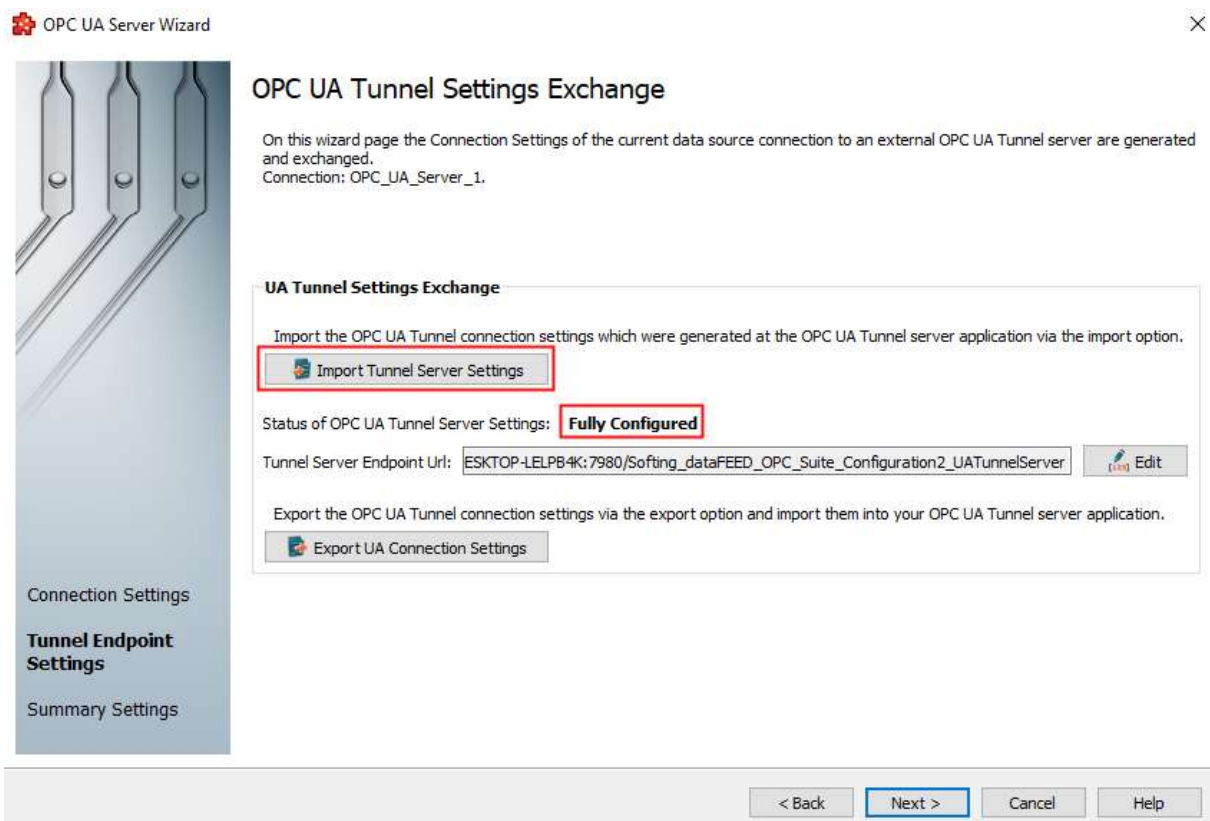 OPC UA Server Wizard
OPC UA Tunnel Settings Exchange
On this wizard page the Connection Settings of the current data source connection to an external OPC UA Tunnel server are generated
and exchanged.
Connection: OPC_UA_Server_1.
UA Tunnel Settings Exchange
Import the OPC UA Tunnel connection settings which were generated at the OPC UA Tunnel server application via the import option.
Import Tunnel Server Settings
Status of OPC UA Tunnel Server Settings: Fully Configured
Tunnel Server Endpoint Url: ESKTOP-LELPB4K:7980/Softing_dataFEED_OPC_Suite_Configuration2_UATunnelServer Edit
Export the OPC UA Tunnel connection settings via the export option and import them into your OPC UA Tunnel server application.
Export UA Connection Settings
Connection Settings
Tunnel Endpoint
Settings
Summary Settings
< Back Next > Cancel Help